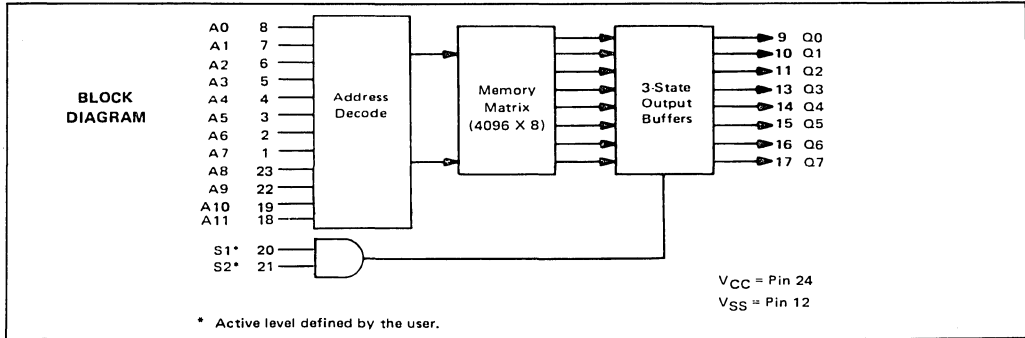 BLOCK
DIAGRAM
A0 8
A1 7
A2 6
A3 5
A4 4
A5 3
A6 2
A7 1
A8 23
A9 22
A10 19
A11 18
S1* 20
S2* 21
Address
Decode
Memory
Matrix
(4096 X 8)
3-State
Output
Buffers
9 Q0
10 Q1
11 Q2
13 Q3
14 Q4
15 Q5
16 Q6
17 Q7
VCC = Pin 24
VSS = Pin 12
* Active level defined by the user.